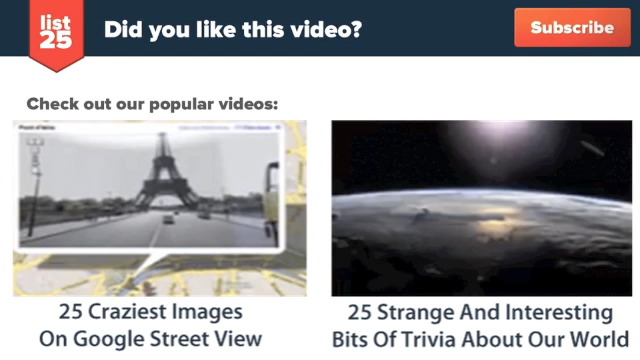 list
25
Did you like this video?
Subscribe
Check out our popular videos:
25 Craziest Images
On Google Street View
25 Strange And Interesting
Bits Of Trivia About Our World